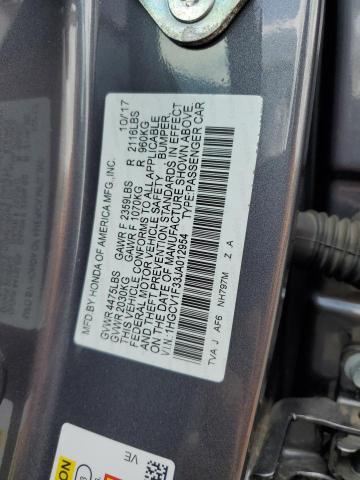 MFD. BY HONDA OF AMERICA MFG., INC. 10/17
GVWR 4475LBS GAWR F 2359LBS R 2116LBS
GVWR 2030KG GAWR F 1070KG R 960KG
THIS VEHICLE CONFORMS TO ALL APPLICABLE
FEDERAL MOTOR VEHICLE SAFETY, BUMPER,
AND THEFT PREVENTION STANDARDS IN EFFECT
ON THE DATE OF MANUFACTURE SHOWN ABOVE.
V.I.N.: 1HGCV1F33JA012954 TYPE:PASSENGER CAR
TVA J AF6 NH797M Z A
VE